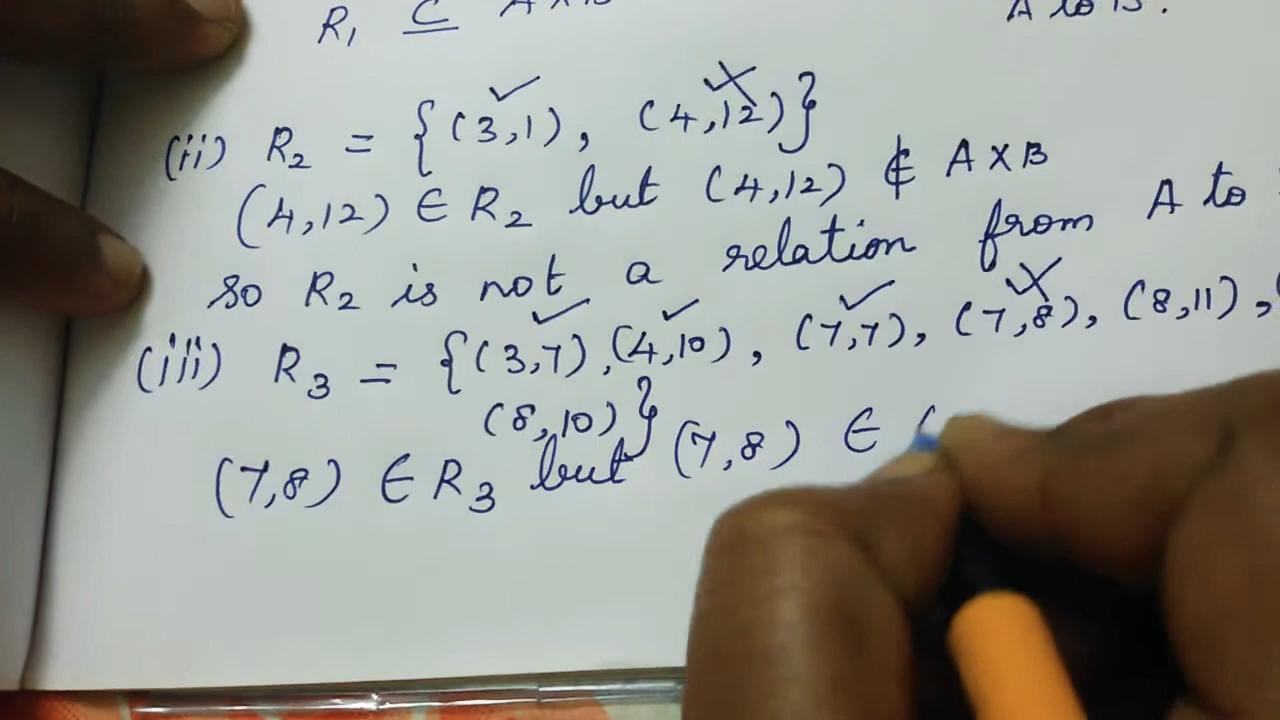 R₁ ⊆ A×B A to B.
(ii) R₂ = {(3,1), (4,12)}
(4,12) ∈ R₂ but (4,12) ∉ A×B
so R₂ is not a relation from A to
(iii) R₃ = {(3,7),(4,10), (7,7), (7,8), (8,11),
(8,10)}
(7,8) ∈ R₃ but (7,8) ∈